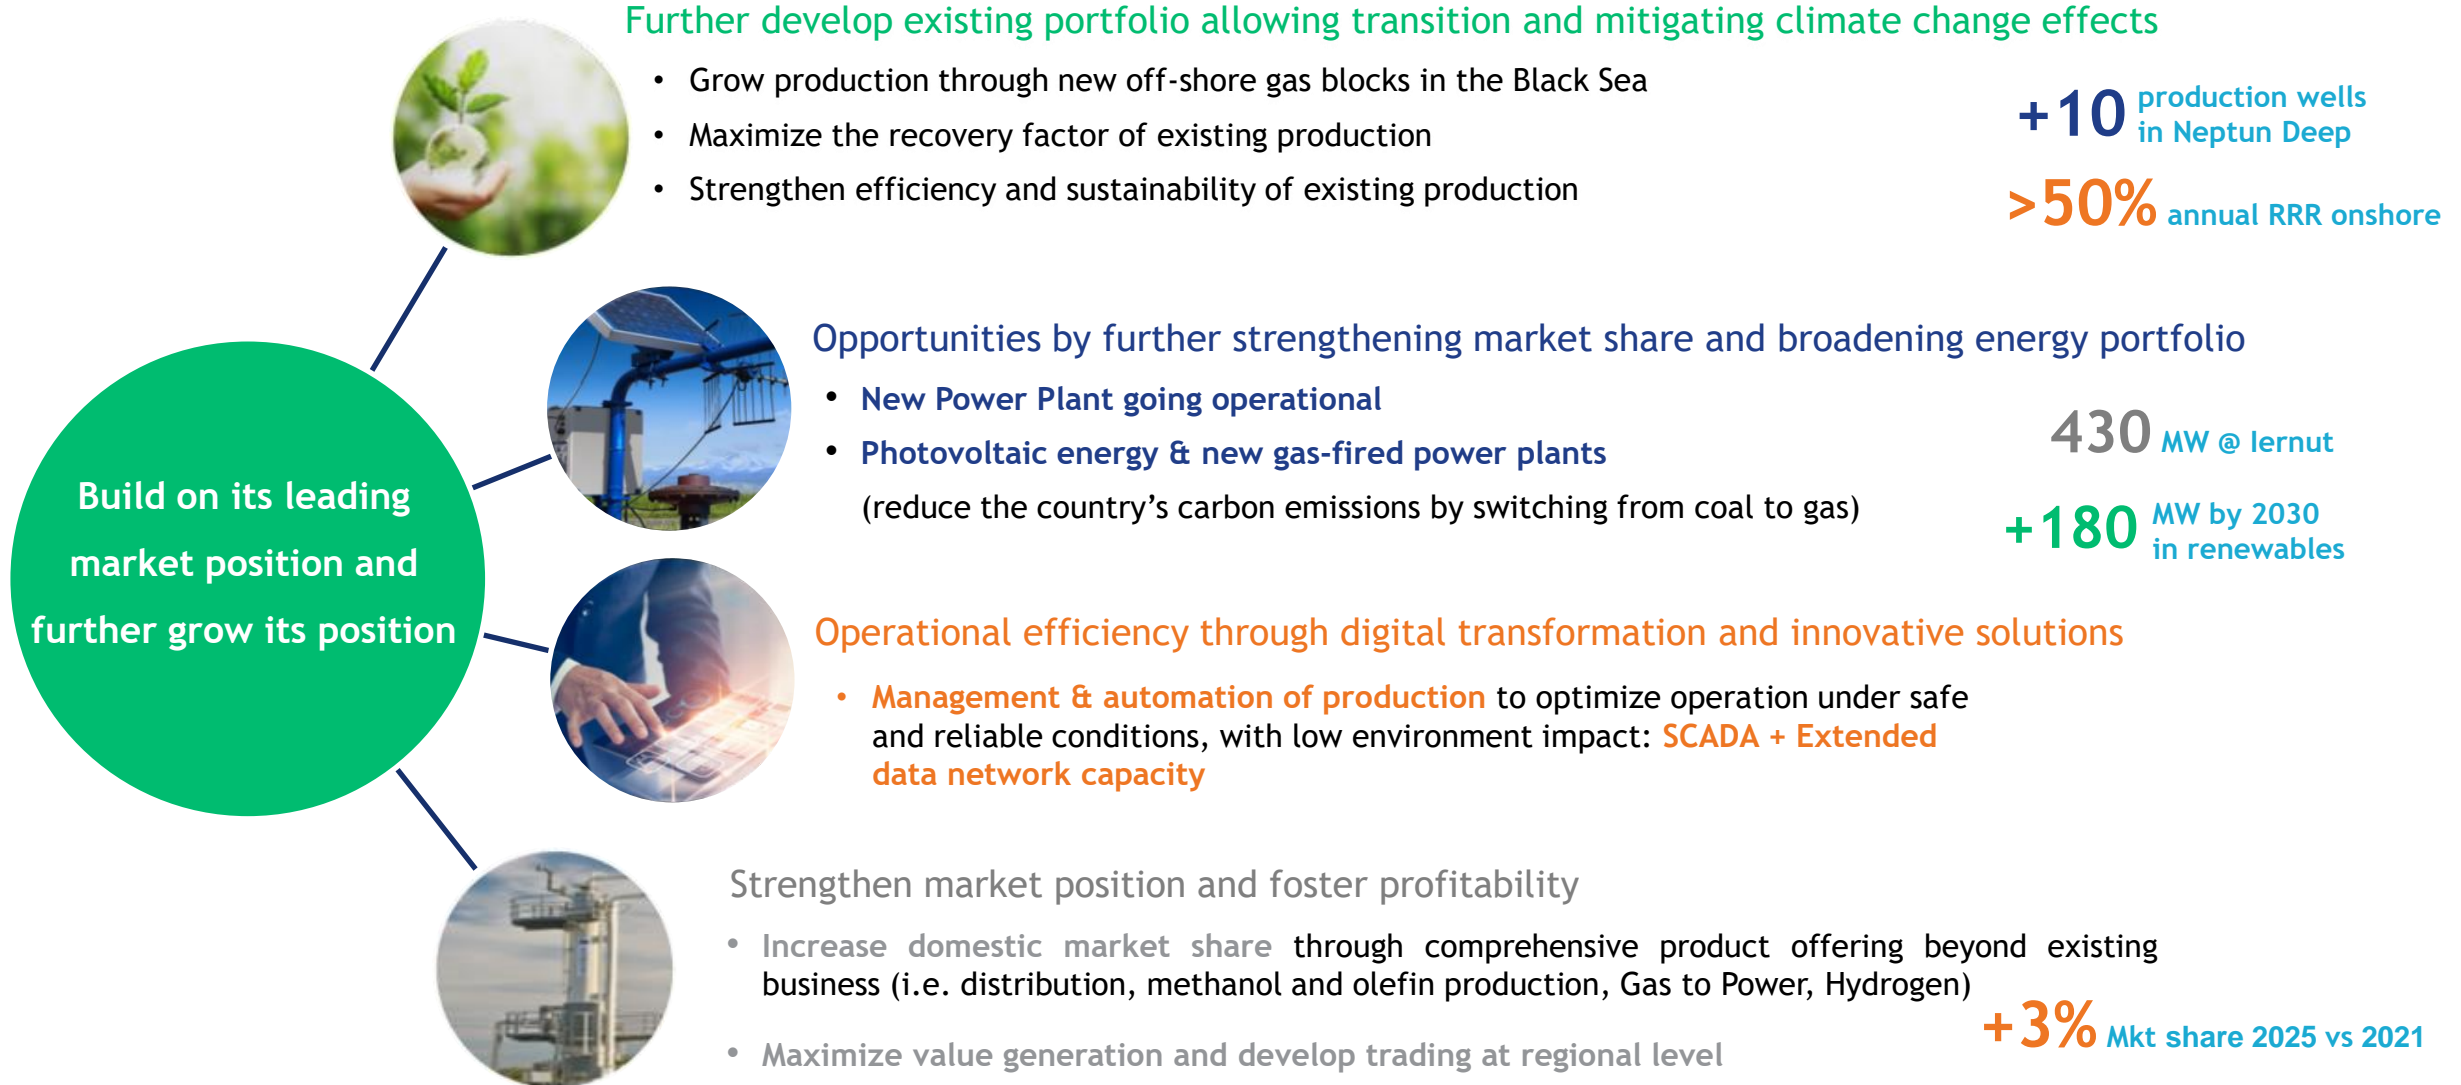 Further develop existing portfolio allowing transition and mitigating climate change effects
• Grow production through new off-shore gas blocks in the Black Sea
• Maximize the recovery factor of existing production
• Strengthen efficiency and sustainability of existing production
+10 production wells
in Neptun Deep
>50% annual RRR onshore
Opportunities by further strengthening market share and broadening energy portfolio
• New Power Plant going operational
• Photovoltaic energy & new gas-fired power plants
(reduce the country’s carbon emissions by switching from coal to gas)
430 MW @ Iernut
+180 MW by 2030
in renewables
Build on its leading
market position and
further grow its position
Operational efficiency through digital transformation and innovative solutions
• Management & automation of production to optimize operation under safe
and reliable conditions, with low environment impact: SCADA + Extended
data network capacity
Strengthen market position and foster profitability
• Increase domestic market share through comprehensive product offering beyond existing
business (i.e. distribution, methanol and olefin production, Gas to Power, Hydrogen)
• Maximize value generation and develop trading at regional level
+3% Mkt share 2025 vs 2021